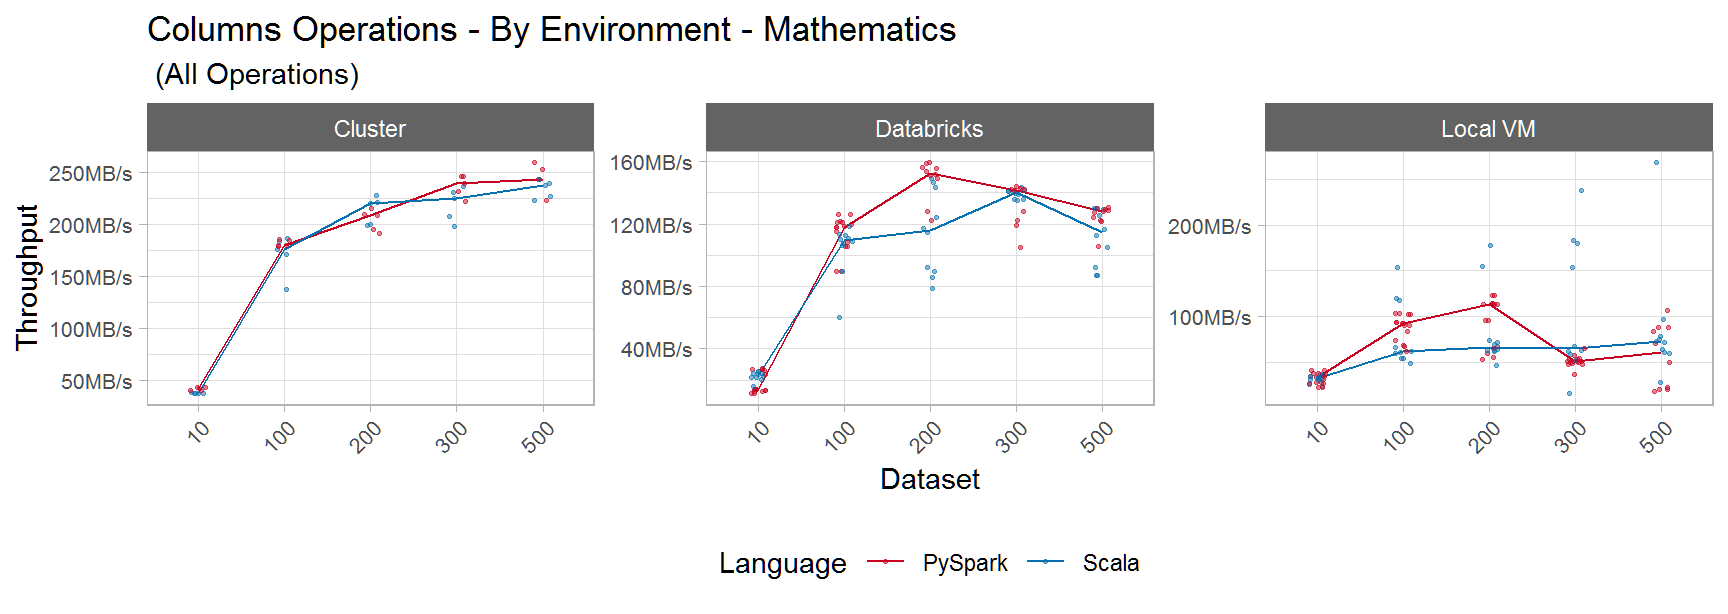 Columns Operations - By Environment - Mathematics
(All Operations)
Cluster
Databricks
Local VM
Throughput
250MB/s
200MB/s
150MB/s
100MB/s
50MB/s
160MB/s
120MB/s
80MB/s
40MB/s
200MB/s
100MB/s
10 100 200 300 500
10 100 200 300 500
10 100 200 300 500
Dataset
Language PySpark Scala